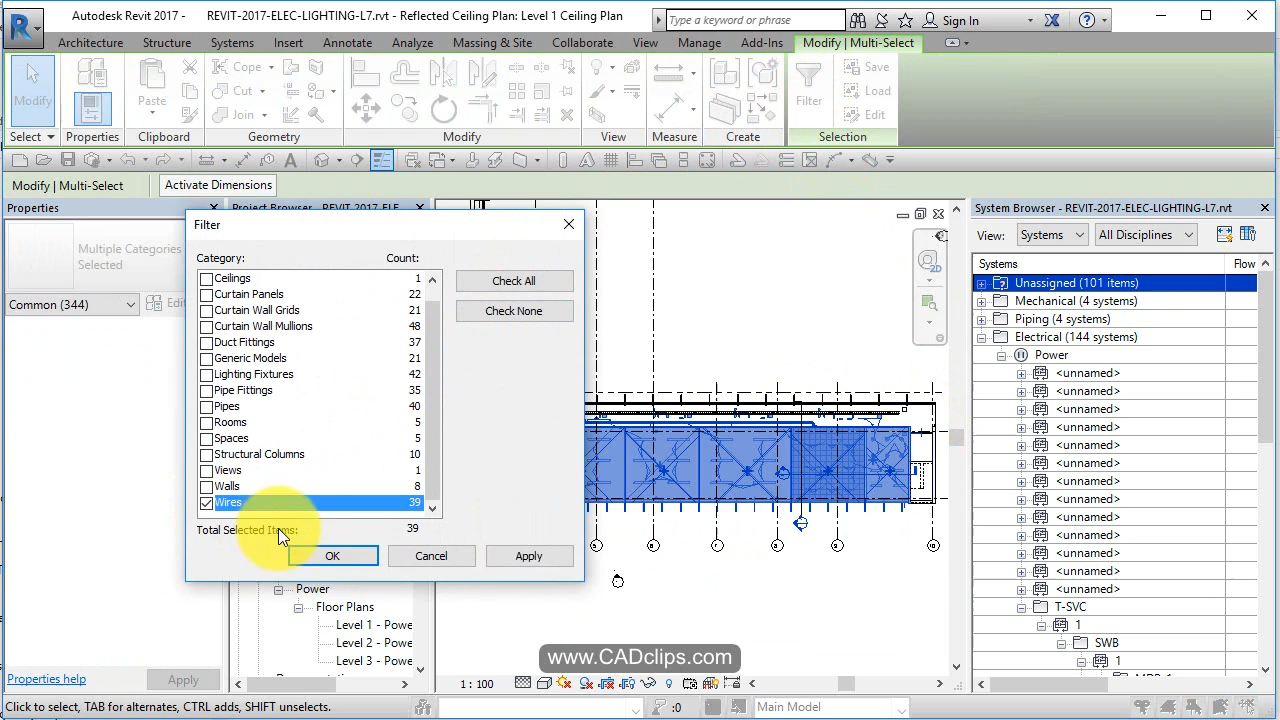 Autodesk Revit 2017 - REVIT-2017-ELEC-LIGHTING-L7.rvt - Reflected Ceiling Plan: Level 1 Ceiling Plan
Type a keyword or phrase
Sign In
Architecture Structure Systems Insert Annotate Analyze Massing & Site Collaborate View Manage Add-Ins Modify | Multi-Select
Modify
Paste
Cope
Cut
Join
Filter
Save
Load
Edit
Select Properties Clipboard Geometry Modify View Measure Create Selection
Modify | Multi-Select Activate Dimensions
Properties
Multiple Categories
Selected
Common (344)
Project Browser - REVIT-2017-ELE
Filter
Category: Count:
Ceilings 1
Curtain Panels 22
Curtain Wall Grids 21
Curtain Wall Mullions 48
Duct Fittings 37
Generic Models 21
Lighting Fixtures 42
Pipe Fittings 35
Pipes 40
Rooms 5
Spaces 5
Structural Columns 10
Views 1
Walls 8
Wires 39
Total Selected Items: 39
Check All
Check None
OK Cancel Apply
Power
Floor Plans
Level 1 - Powe
Level 2 - Powe
Level 3 - Powe
Properties help Apply
2D
www.CADclips.com
1 : 100
System Browser - REVIT-2017-ELEC-LIGHTING-L7.rvt
View: Systems All Disciplines
Systems Flow
Unassigned (101 items)
Mechanical (4 systems)
Piping (4 systems)
Electrical (144 systems)
Power
<unnamed>
<unnamed>
<unnamed>
<unnamed>
<unnamed>
<unnamed>
<unnamed>
<unnamed>
<unnamed>
<unnamed>
<unnamed>
<unnamed>
<unnamed>
T-SVC
1
SWB
1
Click to select, TAB for alternates, CTRL adds, SHIFT unselects.
:0
Main Model